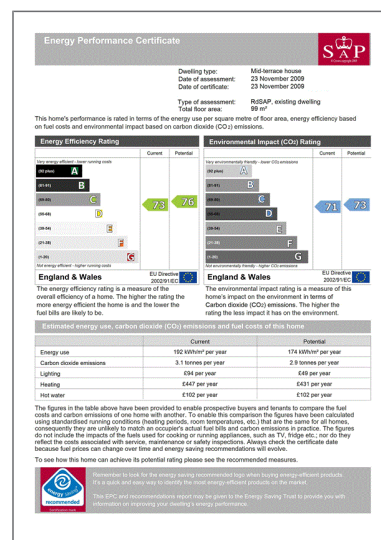 Energy Performance Certificate
SAP
Dwelling type: Mid-terrace house
Date of assessment: 23 November 2009
Date of certificate: 23 November 2009
Type of assessment: RdSAP, existing dwelling
Total floor area: 99 m²
This home's performance is rated in terms of the energy use per square metre of floor area, energy efficiency based
on fuel costs and environmental impact based on carbon dioxide (CO2) emissions.
Energy Efficiency Rating
Current Potential
Very energy efficient - lower running costs
(92 plus) A
(81-91) B
(69-80) C
73 76
(55-68) D
(39-54) E
(21-38) F
(1-20) G
Not energy efficient - higher running costs
England & Wales
EU Directive
2002/91/EC
Environmental Impact (CO2) Rating
Current Potential
Very environmentally friendly - lower CO2 emissions
(92 plus) A
(81-91) B
(69-80) C
71 73
(55-68) D
(39-54) E
(21-38) F
(1-20) G
Not environmentally friendly - higher CO2 emissions
England & Wales
EU Directive
2002/91/EC
The energy efficiency rating is a measure of the
overall efficiency of a home. The higher the rating the
more energy efficient the home is and the lower the
fuel bills are likely to be.
The environmental impact rating is a measure of this
home's impact on the environment in terms of
Carbon dioxide (CO2) emissions. The higher the
rating the less impact it has on the environment.
Estimated energy use, carbon dioxide (CO2) emissions and fuel costs of this home
Current Potential
Energy use 192 kWh/m² per year 174 kWh/m² per year
Carbon dioxide emissions 3.1 tonnes per year 2.9 tonnes per year
Lighting £94 per year £49 per year
Heating £447 per year £431 per year
Hot water £102 per year £102 per year
The figures in the table above have been provided to enable prospective buyers and tenants to compare the fuel
costs and carbon emissions of one home with another. To enable this comparison the figures have been calculated
using standardised running conditions (heating periods, room temperatures, etc.) that are the same for all homes,
consequently they are unlikely to match an occupier's actual fuel bills and carbon emissions in practice. The figures
do not include the impacts of the fuels used for cooking or running appliances, such as TV, fridge etc.; nor do they
reflect the costs associated with service, maintenance or safety inspections. Always check the certificate date
because fuel prices can change over time and energy saving recommendations will evolve.
To see how this home can achieve its potential rating please see the recommended measures.
energy saving
recommended
Remember to look for the energy saving recommended logo when buying energy-efficient products.
It's a quick and easy way to identify the most energy-efficient products on the market.
This EPC and recommendations report may be given to the Energy Saving Trust to provide you with
information on improving your dwelling's energy performance.